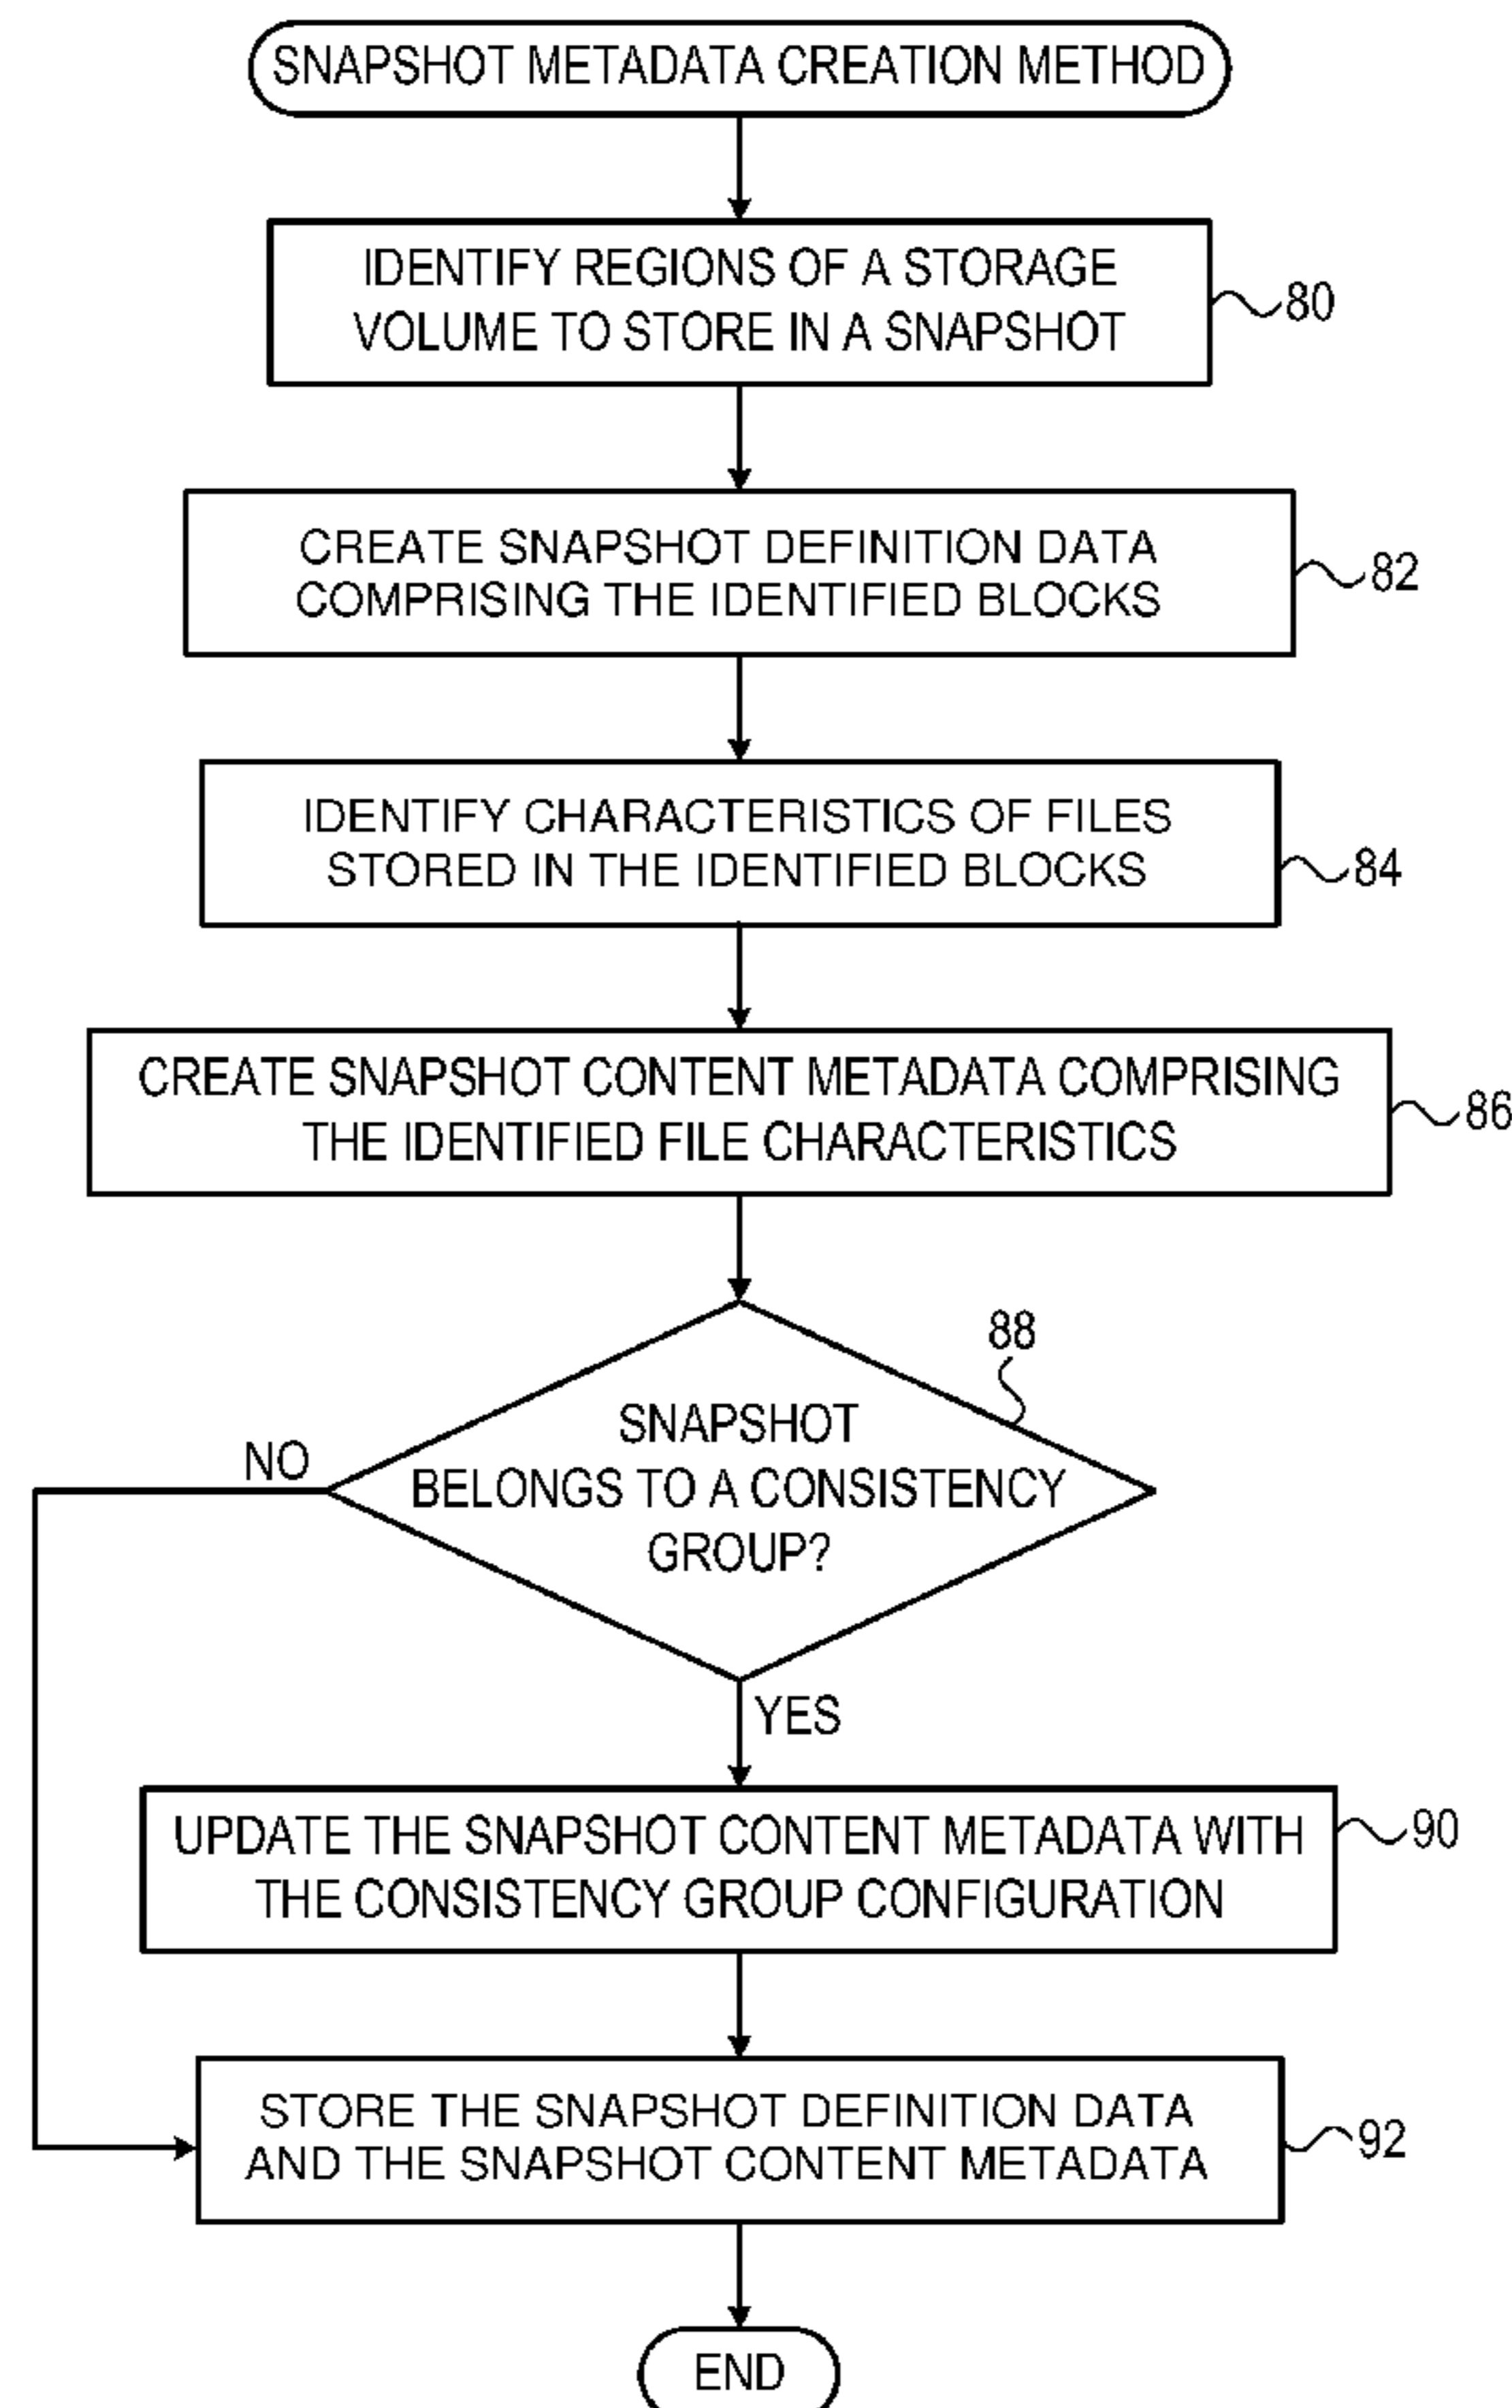 SNAPSHOT METADATA CREATION METHOD
IDENTIFY REGIONS OF A STORAGE
VOLUME TO STORE IN A SNAPSHOT
80
CREATE SNAPSHOT DEFINITION DATA
COMPRISING THE IDENTIFIED BLOCKS
82
IDENTIFY CHARACTERISTICS OF FILES
STORED IN THE IDENTIFIED BLOCKS
84
CREATE SNAPSHOT CONTENT METADATA COMPRISING
THE IDENTIFIED FILE CHARACTERISTICS
86
88
SNAPSHOT
BELONGS TO A CONSISTENCY
GROUP?
NO
YES
UPDATE THE SNAPSHOT CONTENT METADATA WITH
THE CONSISTENCY GROUP CONFIGURATION
90
STORE THE SNAPSHOT DEFINITION DATA
AND THE SNAPSHOT CONTENT METADATA
92
END